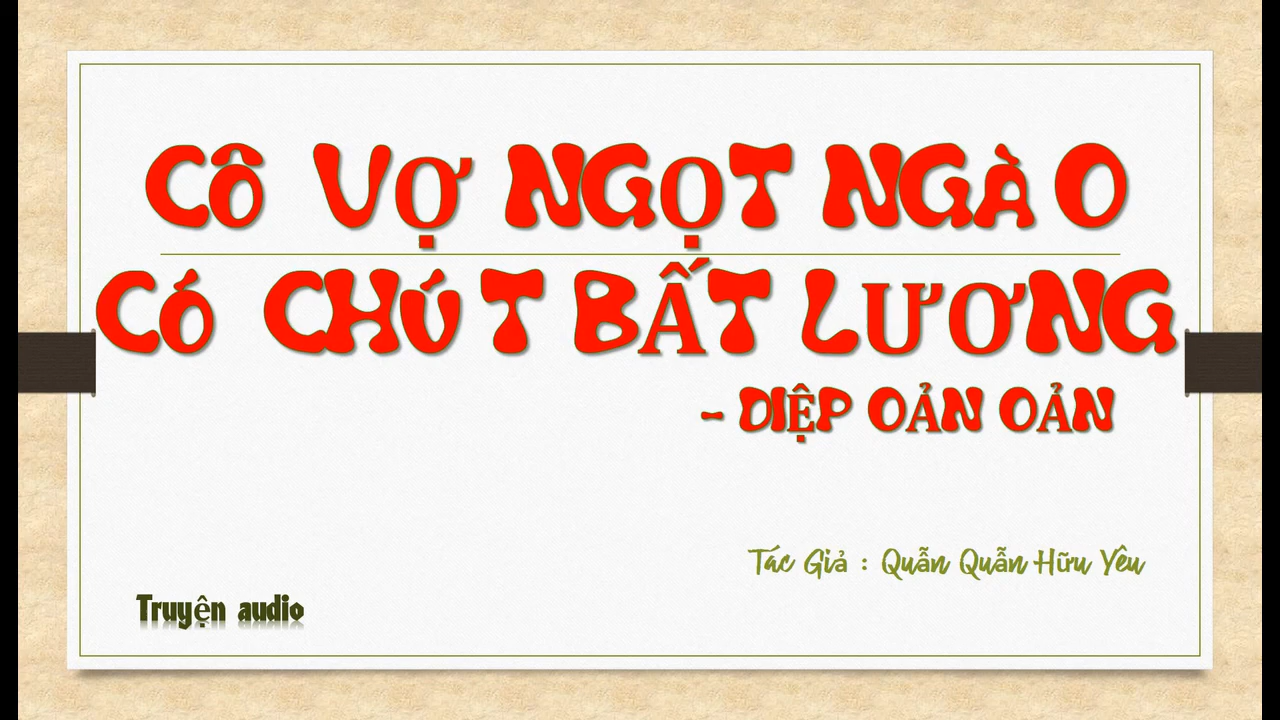 CÔ VỢ NGỌT NGÀO
CÓ CHÚT BẤT LƯƠNG
- DIỆP OẢN OẢN
Tác Giả : Quẫn Quẫn Hữu Yêu
Truyện audio